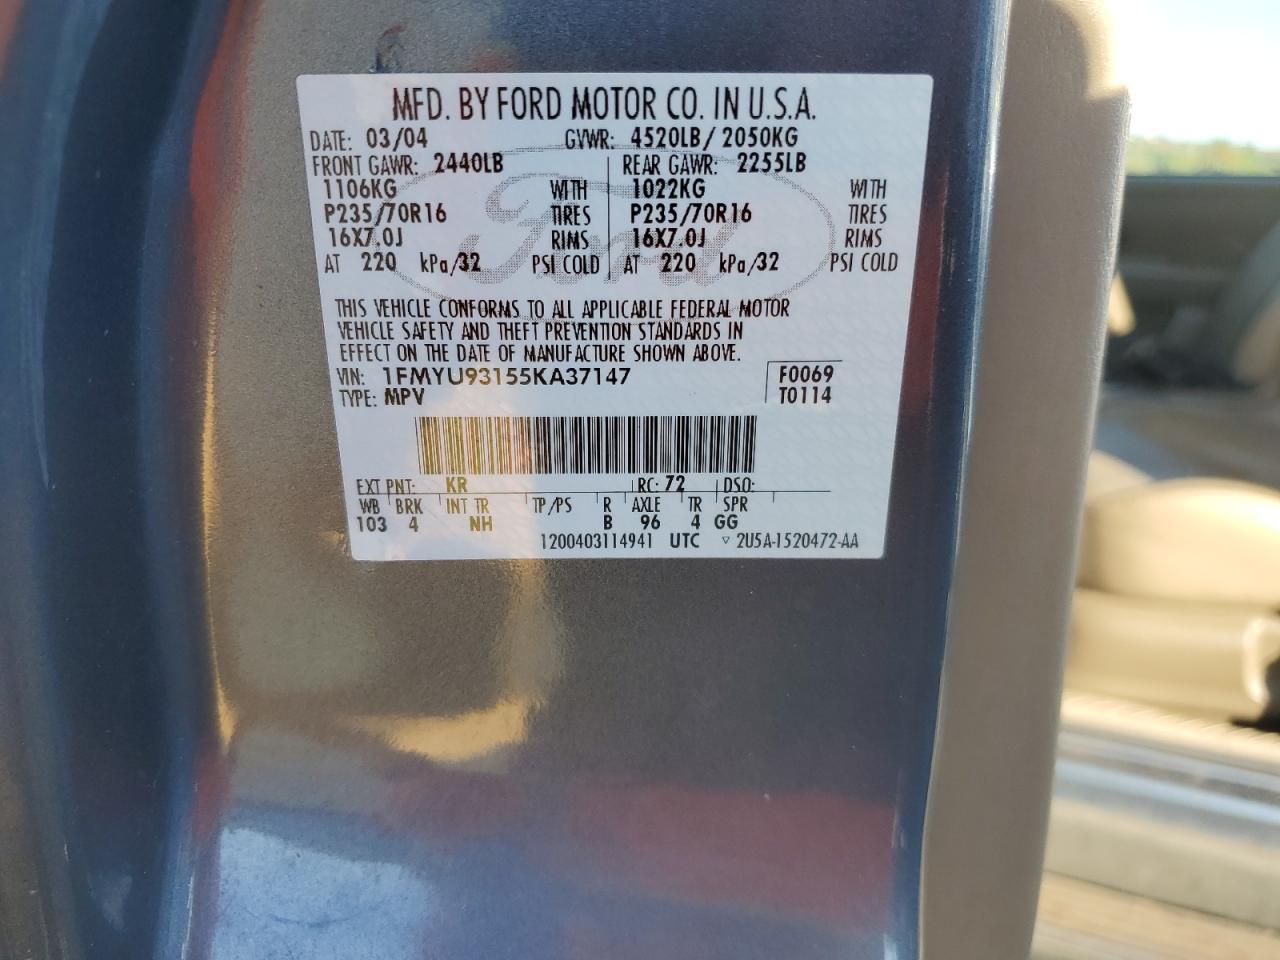 MFD. BY FORD MOTOR CO. IN U.S.A.
DATE: 03/04 GVWR: 4520LB/2050KG
FRONT GAWR: 2440LB REAR GAWR: 2255LB
1106KG WITH 1022KG WITH
P235/70R16 TIRES P235/70R16 TIRES
16X7.0J RIMS 16X7.0J RIMS
AT 220 kPa/32 PSI COLD AT 220 kPa/32 PSI COLD
Ford
THIS VEHICLE CONFORMS TO ALL APPLICABLE FEDERAL MOTOR
VEHICLE SAFETY AND THEFT PREVENTION STANDARDS IN
EFFECT ON THE DATE OF MANUFACTURE SHOWN ABOVE.
VIN: 1FMYU93155KA37147 F0069
TYPE: MPV T0114
EXT PNT: KR RC: 72 DSO:
WB BRK INT TR TP/PS R AXLE TR SPR
103 4 NH B 96 4 GG
1200403114941 UTC ▽ 2U5A-1520472-AA